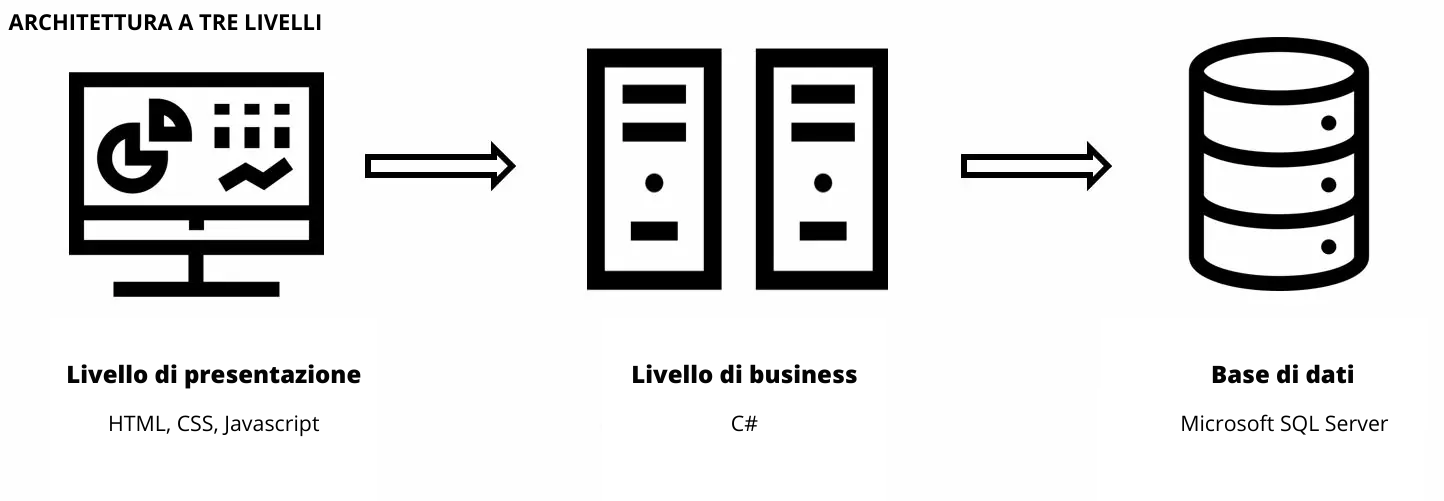 ARCHITETTURA A TRE LIVELLI
Livello di presentazione
HTML, CSS, Javascript
Livello di business
C#
Base di dati
Microsoft SQL Server